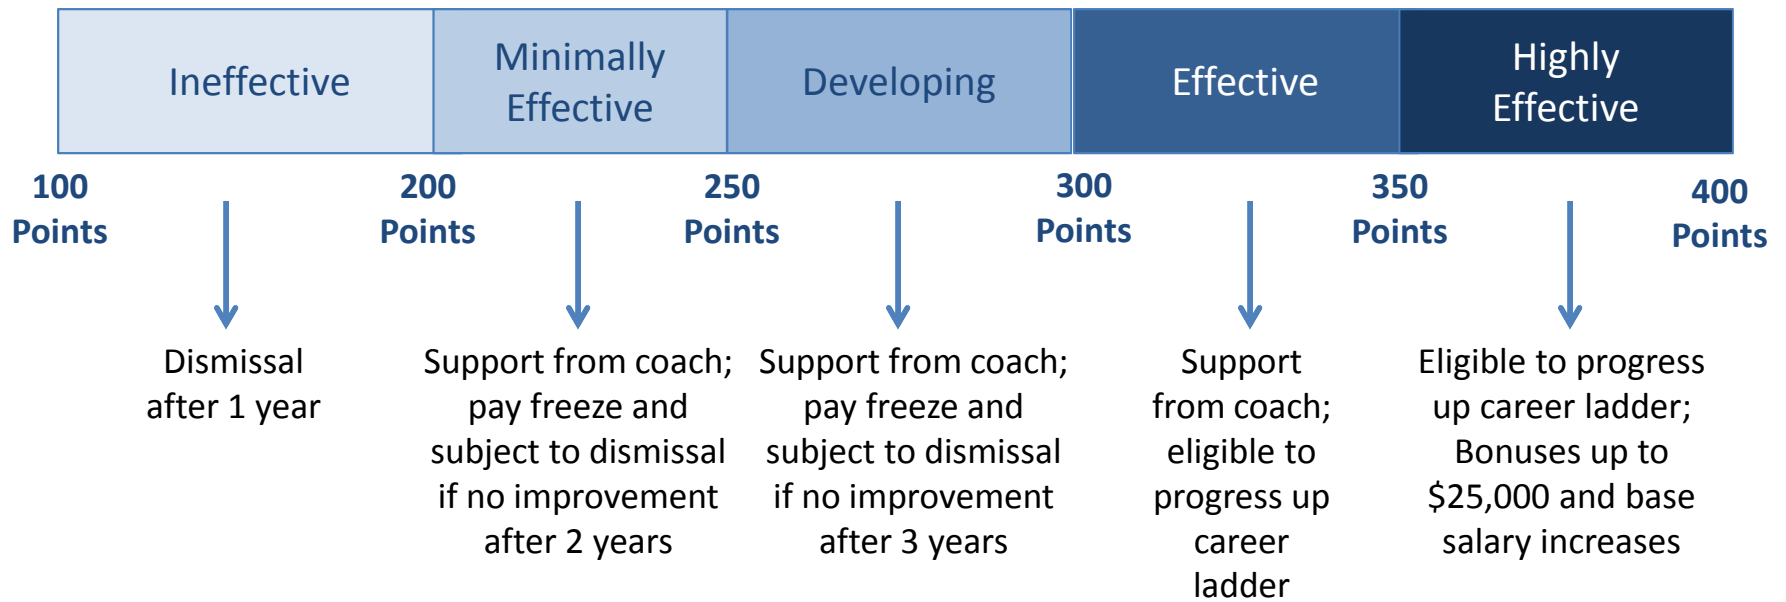 Ineffective
Minimally
Effective
Developing
Effective
Highly
Effective
100
Points
200
Points
250
Points
300
Points
350
Points
400
Points
Dismissal
after 1 year
Support from coach;
pay freeze and
subject to dismissal
if no improvement
after 2 years
Support from coach;
pay freeze and
subject to dismissal
if no improvement
after 3 years
Support
from coach;
eligible to
progress up
career
ladder
Eligible to progress
up career ladder;
Bonuses up to
$25,000 and base
salary increases